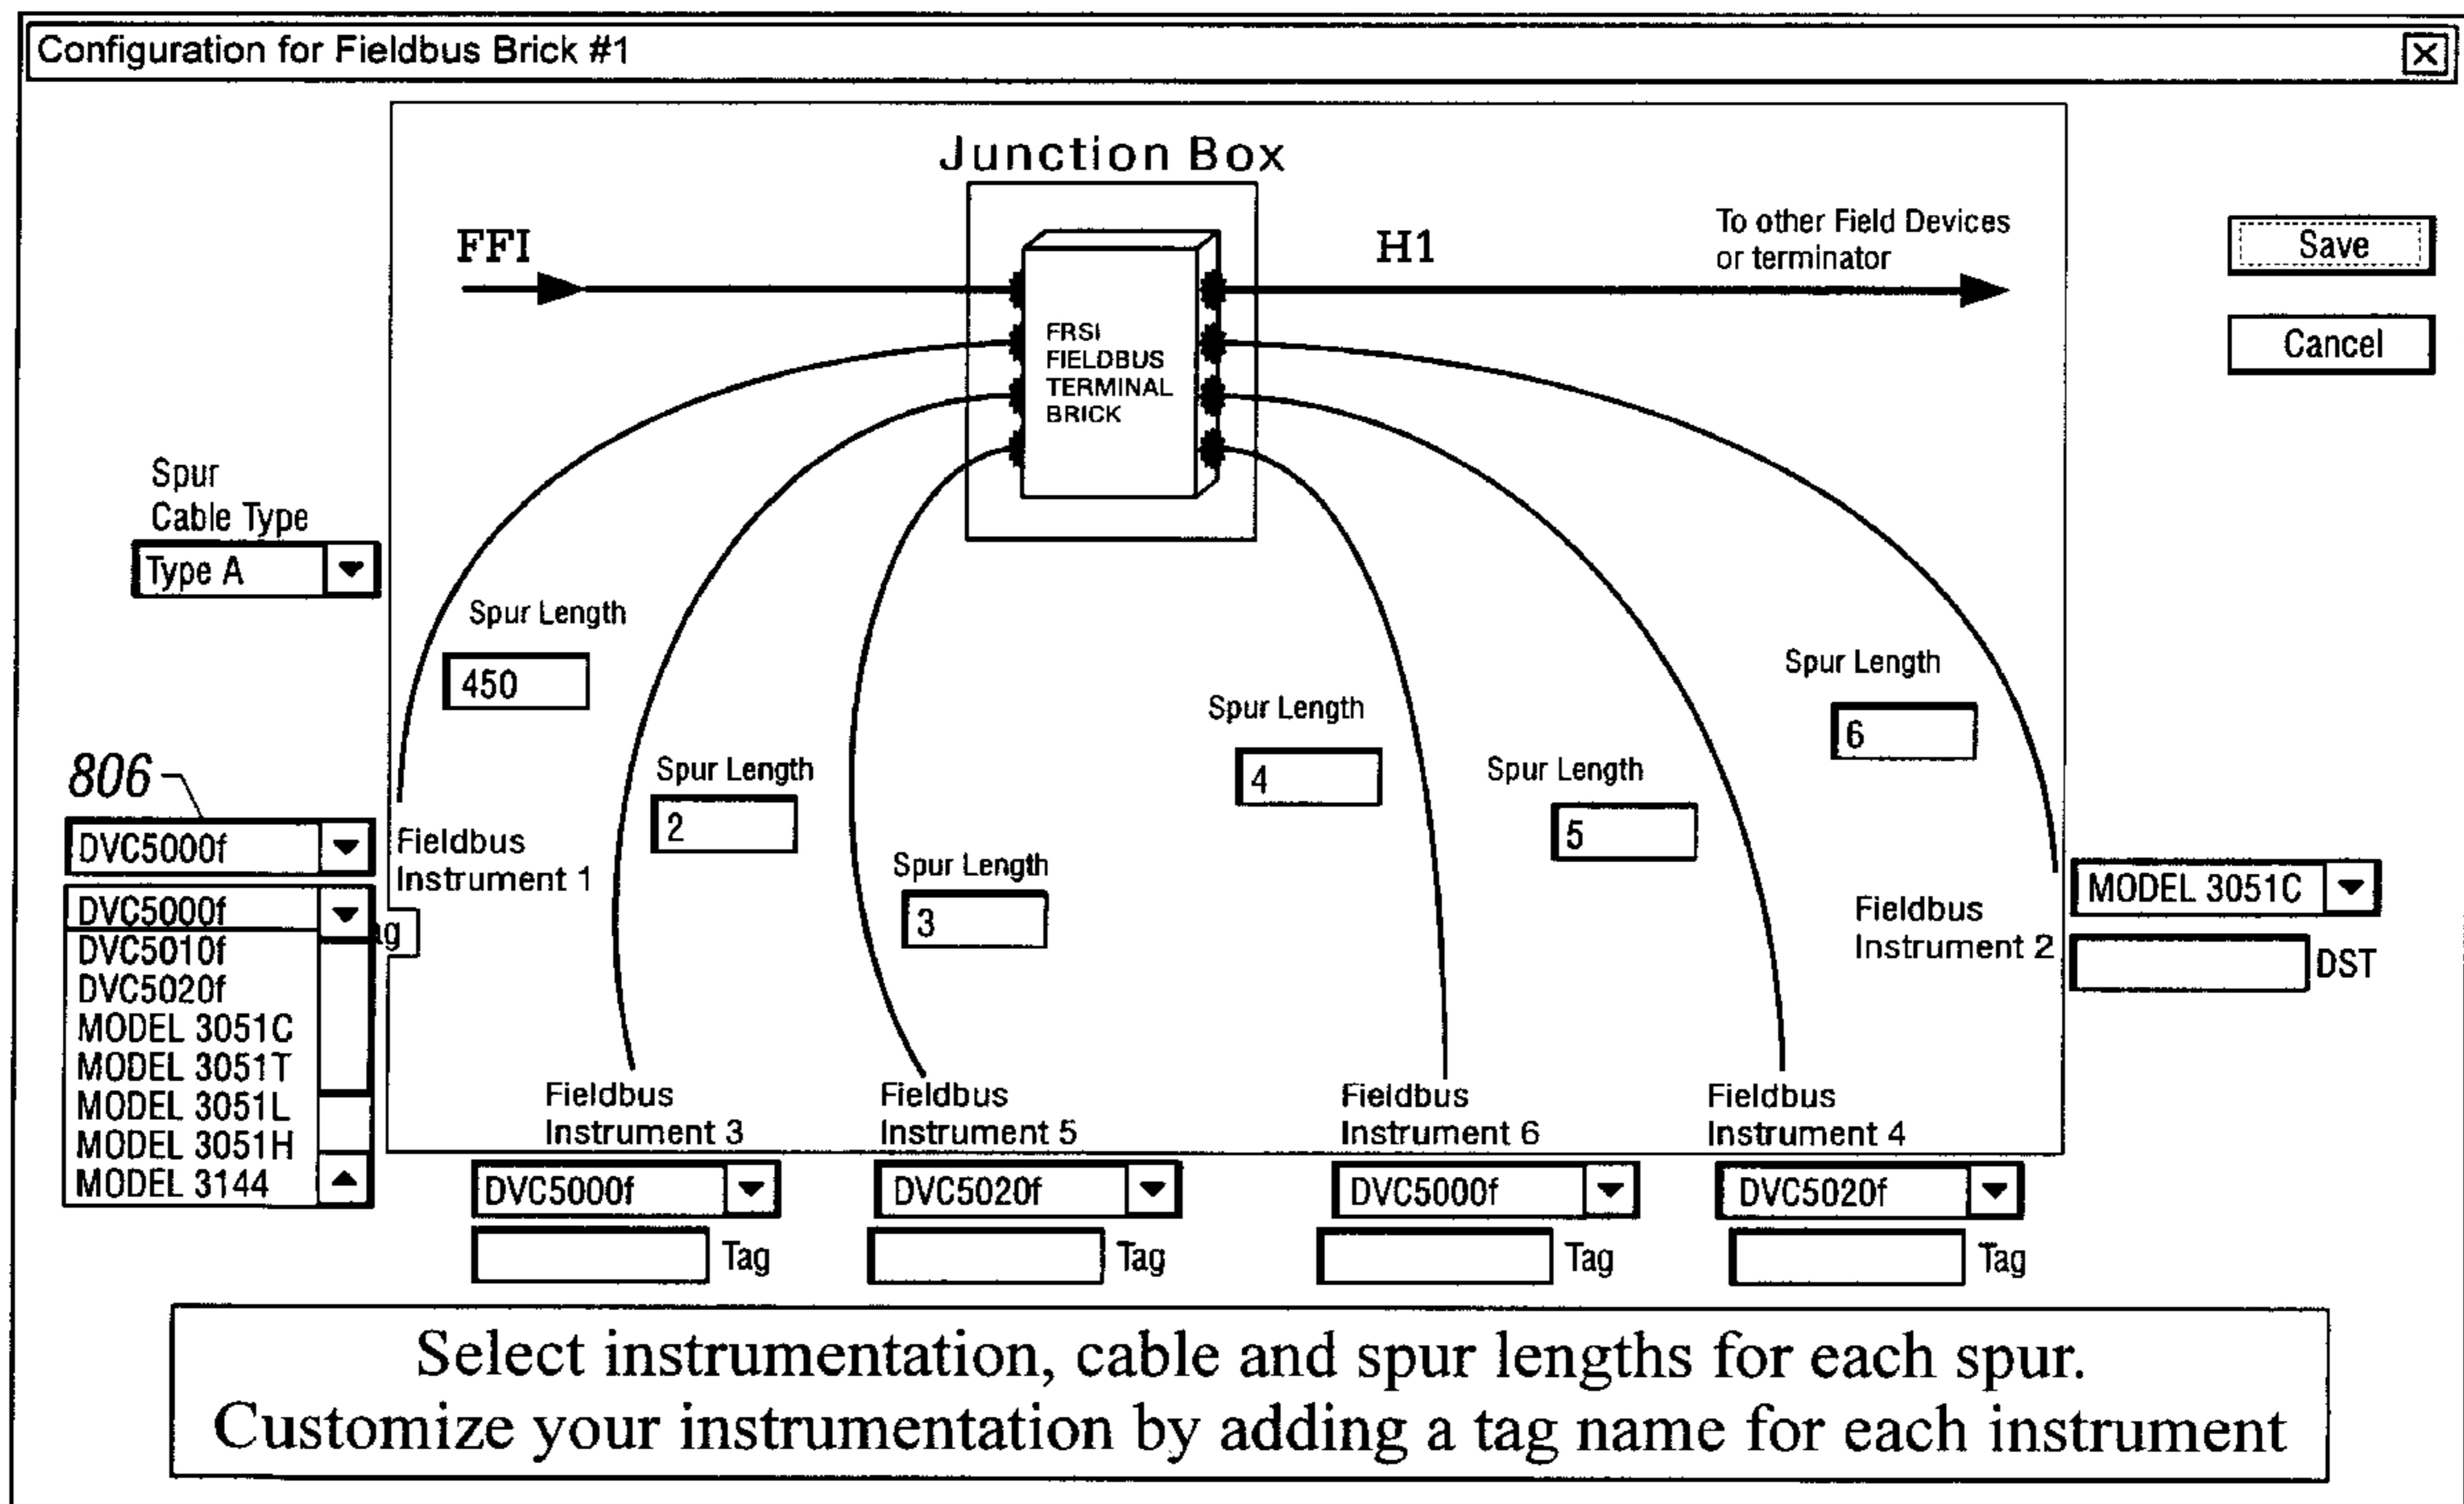 Configuration for Fieldbus Brick #1
Junction Box
FFI
H1
To other Field Devices
or terminator
Save
Cancel
FRSI
FIELDBUS
TERMINAL
BRICK
Spur
Cable Type
Type A
Spur Length
450
Spur Length
2
Spur Length
3
Spur Length
4
Spur Length
5
Spur Length
6
806
DVC5000f
Fieldbus
Instrument 1
DVC5000f
DVC5010f
DVC5020f
MODEL 3051C
MODEL 3051T
MODEL 3051L
MODEL 3051H
MODEL 3144
ag
Fieldbus
Instrument 2
MODEL 3051C
DST
Fieldbus
Instrument 3
DVC5000f
Tag
Fieldbus
Instrument 5
DVC5020f
Tag
Fieldbus
Instrument 6
DVC5000f
Tag
Fieldbus
Instrument 4
DVC5020f
Tag
Select instrumentation, cable and spur lengths for each spur.
Customize your instrumentation by adding a tag name for each instrument